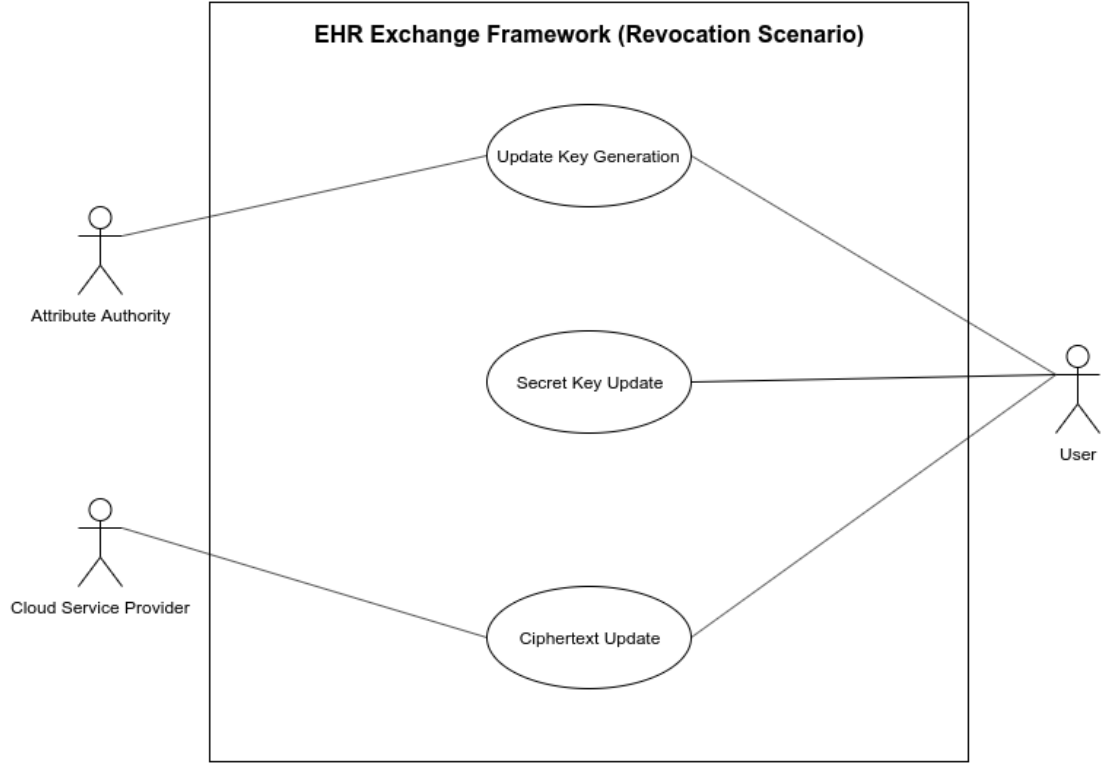 EHR Exchange Framework (Revocation Scenario)
Update Key Generation
Attribute Authority
Secret Key Update
User
Cloud Service Provider
Ciphertext Update